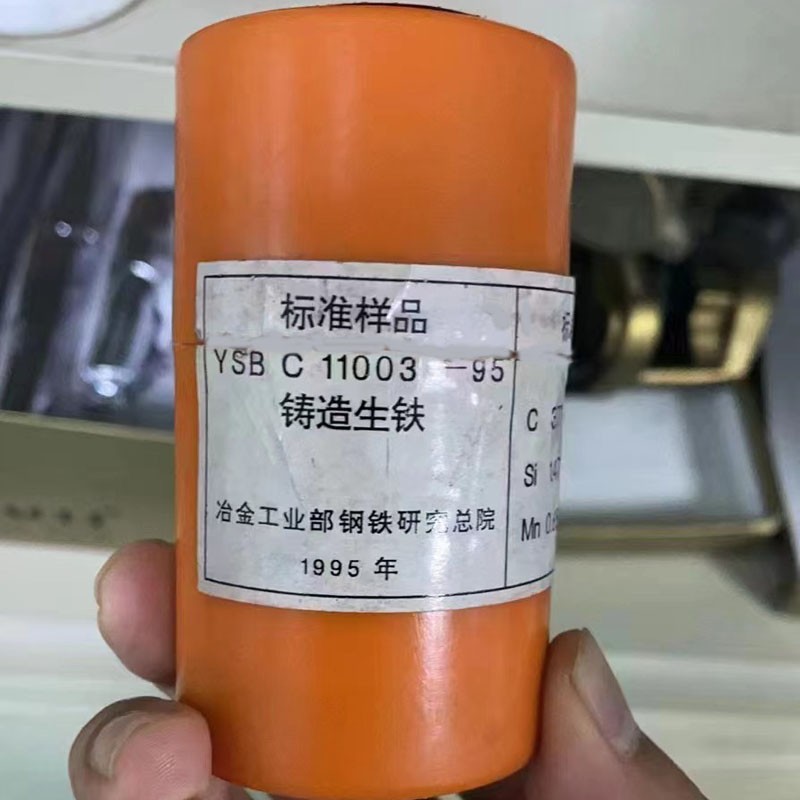 标准样品
YSB C 11003 -95
铸造生铁
冶金工业部钢铁研究总院
1995 年
C
Si
Mn